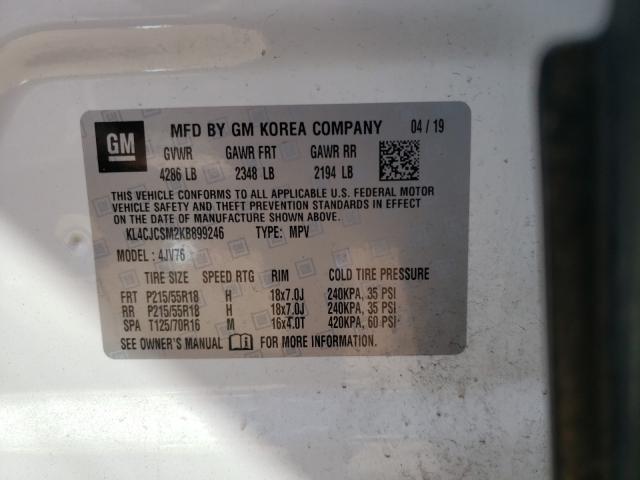 GM MFD BY GM KOREA COMPANY 04 / 19
GVWR GAWR FRT GAWR RR
4286 LB 2348 LB 2194 LB
THIS VEHICLE CONFORMS TO ALL APPLICABLE U.S. FEDERAL MOTOR
VEHICLE SAFETY AND THEFT PREVENTION STANDARDS IN EFFECT
ON THE DATE OF MANUFACTURE SHOWN ABOVE.
KL4CJCSM2KB899246 TYPE: MPV
MODEL: 4JV76
TIRE SIZE SPEED RTG RIM COLD TIRE PRESSURE
FRT P215/55R18 H 18x7.0J 240KPA, 35 PSI
RR P215/55R18 H 18x7.0J 240KPA, 35 PSI
SPA T125/70R16 M 16x4.0T 420KPA, 60 PSI
SEE OWNER'S MANUAL FOR MORE INFORMATION.